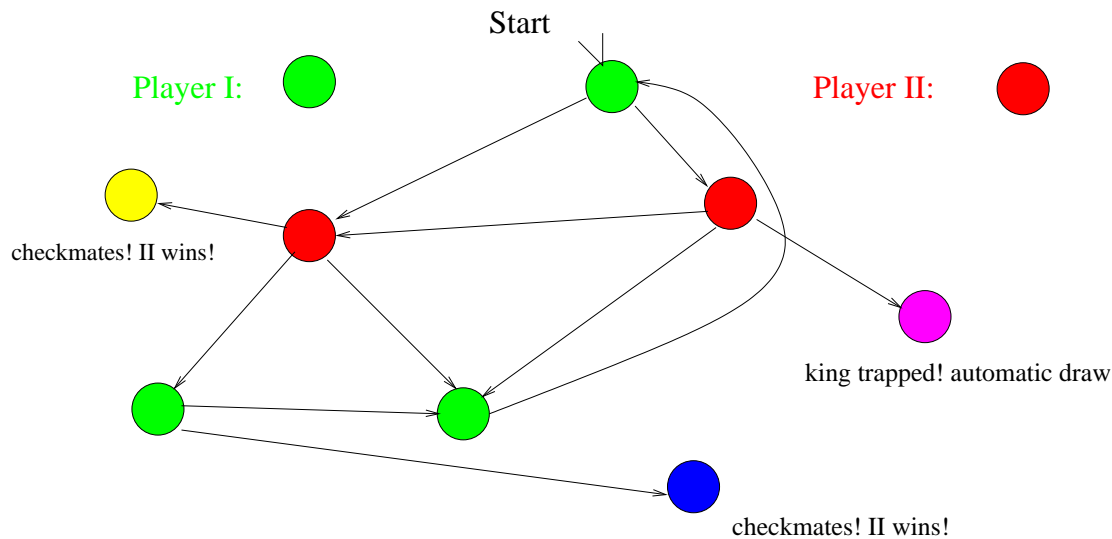 Start
Player I:
Player II:
checkmates! II wins!
king trapped! automatic draw
checkmates! II wins!